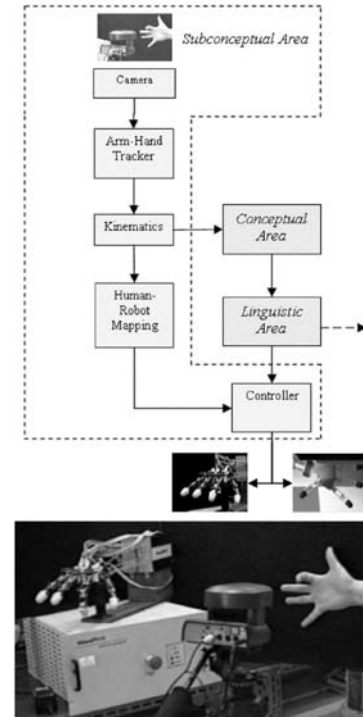 Subconceptual Area
Camera
Arm-Hand
Tracker
Kinematics
Conceptual
Area
Human-
Robot
Mapping
Linguistic
Area
Controller